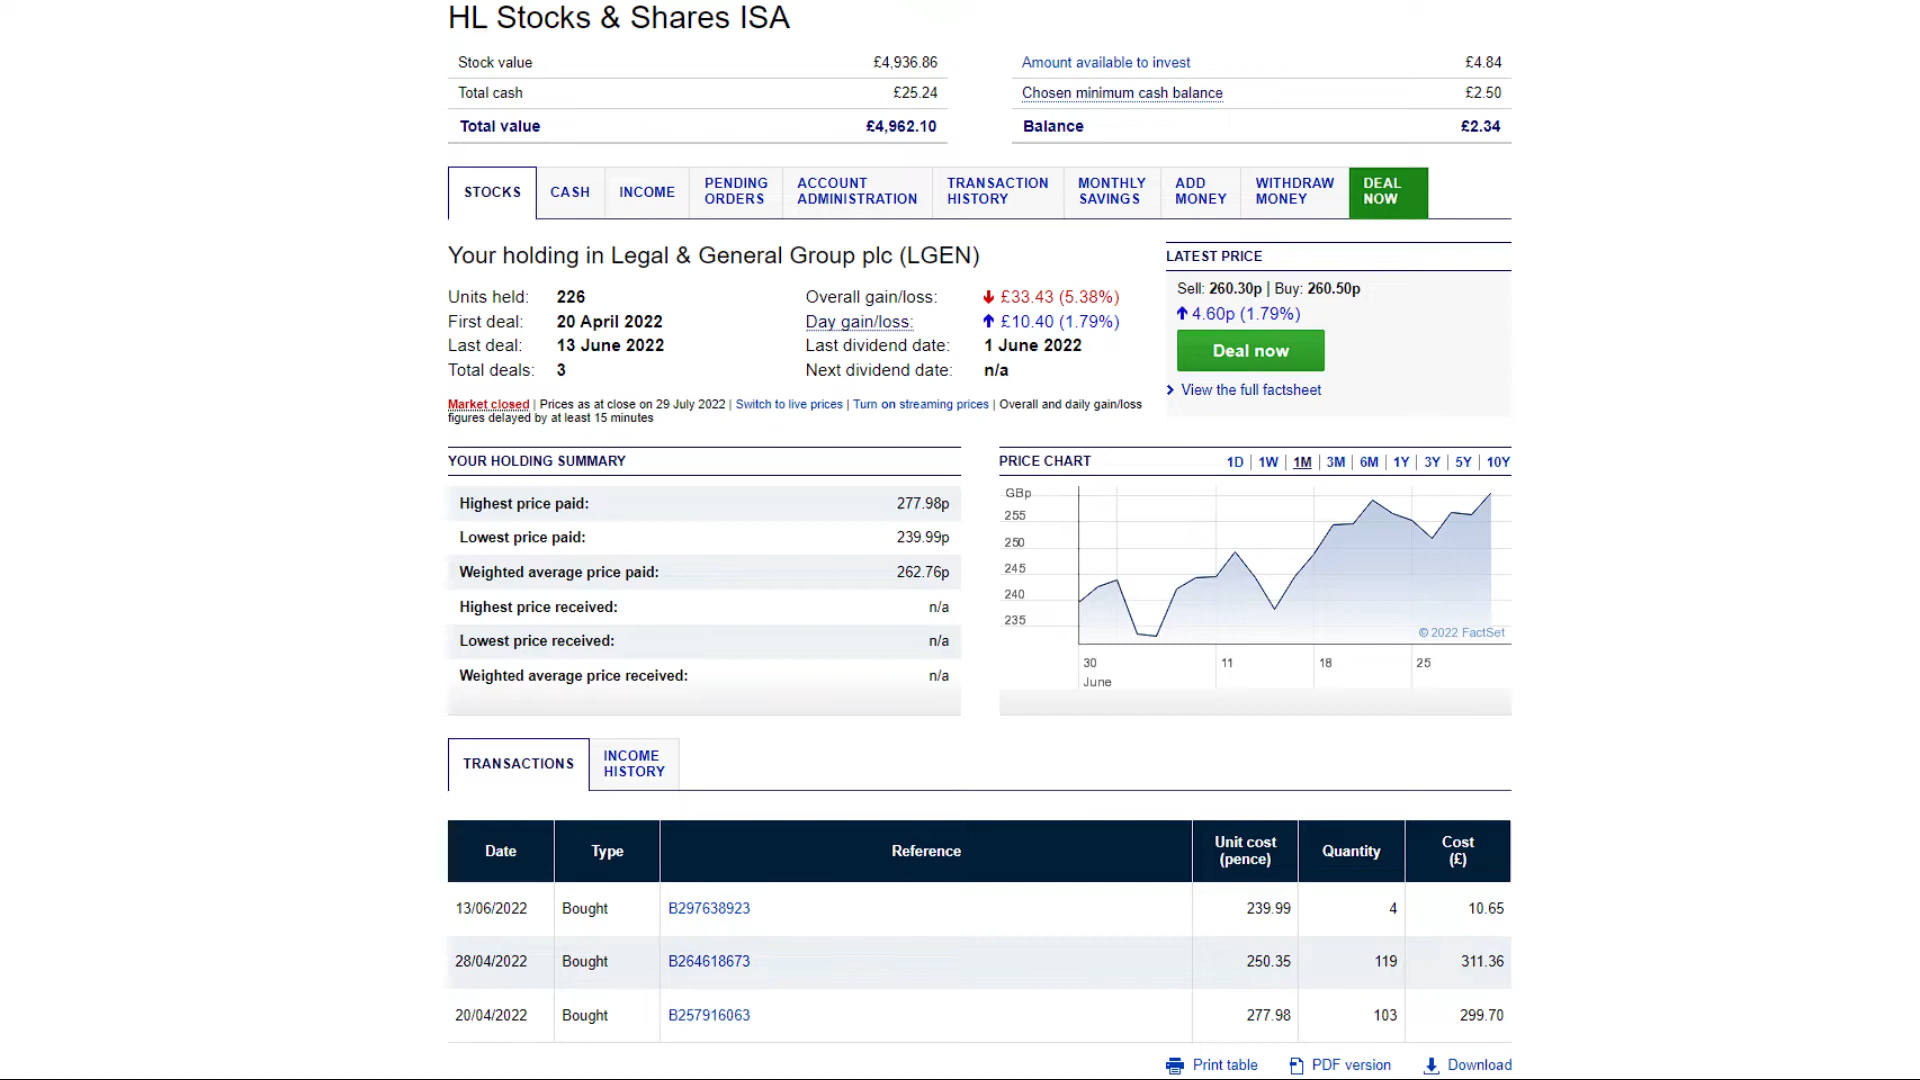 HL Stocks & Shares ISA
Stock value £4,936.86
Total cash £25.24
Total value £4,962.10
Amount available to invest £4.84
Chosen minimum cash balance £2.50
Balance £2.34
STOCKS
CASH
INCOME
PENDING
ORDERS
ACCOUNT
ADMINISTRATION
TRANSACTION
HISTORY
MONTHLY
SAVINGS
ADD
MONEY
WITHDRAW
MONEY
DEAL
NOW
Your holding in Legal & General Group plc (LGEN)
Units held: 226
First deal: 20 April 2022
Last deal: 13 June 2022
Total deals: 3
Overall gain/loss: £33.43 (5.38%)
Day gain/loss: £10.40 (1.79%)
Last dividend date: 1 June 2022
Next dividend date: n/a
Market closed | Prices as at close on 29 July 2022 | Switch to live prices | Turn on streaming prices | Overall and daily gain/loss
figures delayed by at least 15 minutes
LATEST PRICE
Sell: 260.30p | Buy: 260.50p
4.60p (1.79%)
Deal now
View the full factsheet
YOUR HOLDING SUMMARY
Highest price paid: 277.98p
Lowest price paid: 239.99p
Weighted average price paid: 262.76p
Highest price received: n/a
Lowest price received: n/a
Weighted average price received: n/a
PRICE CHART 1D | 1W | 1M | 3M | 6M | 1Y | 3Y | 5Y | 10Y
GBp
255
250
245
240
235
© 2022 FactSet
30 11 18 25
June
TRANSACTIONS
INCOME
HISTORY
Date Type Reference Unit cost (pence) Quantity Cost (£)
13/06/2022 Bought B297638923 239.99 4 10.65
28/04/2022 Bought B264618673 250.35 119 311.36
20/04/2022 Bought B257916063 277.98 103 299.70
Print table PDF version Download